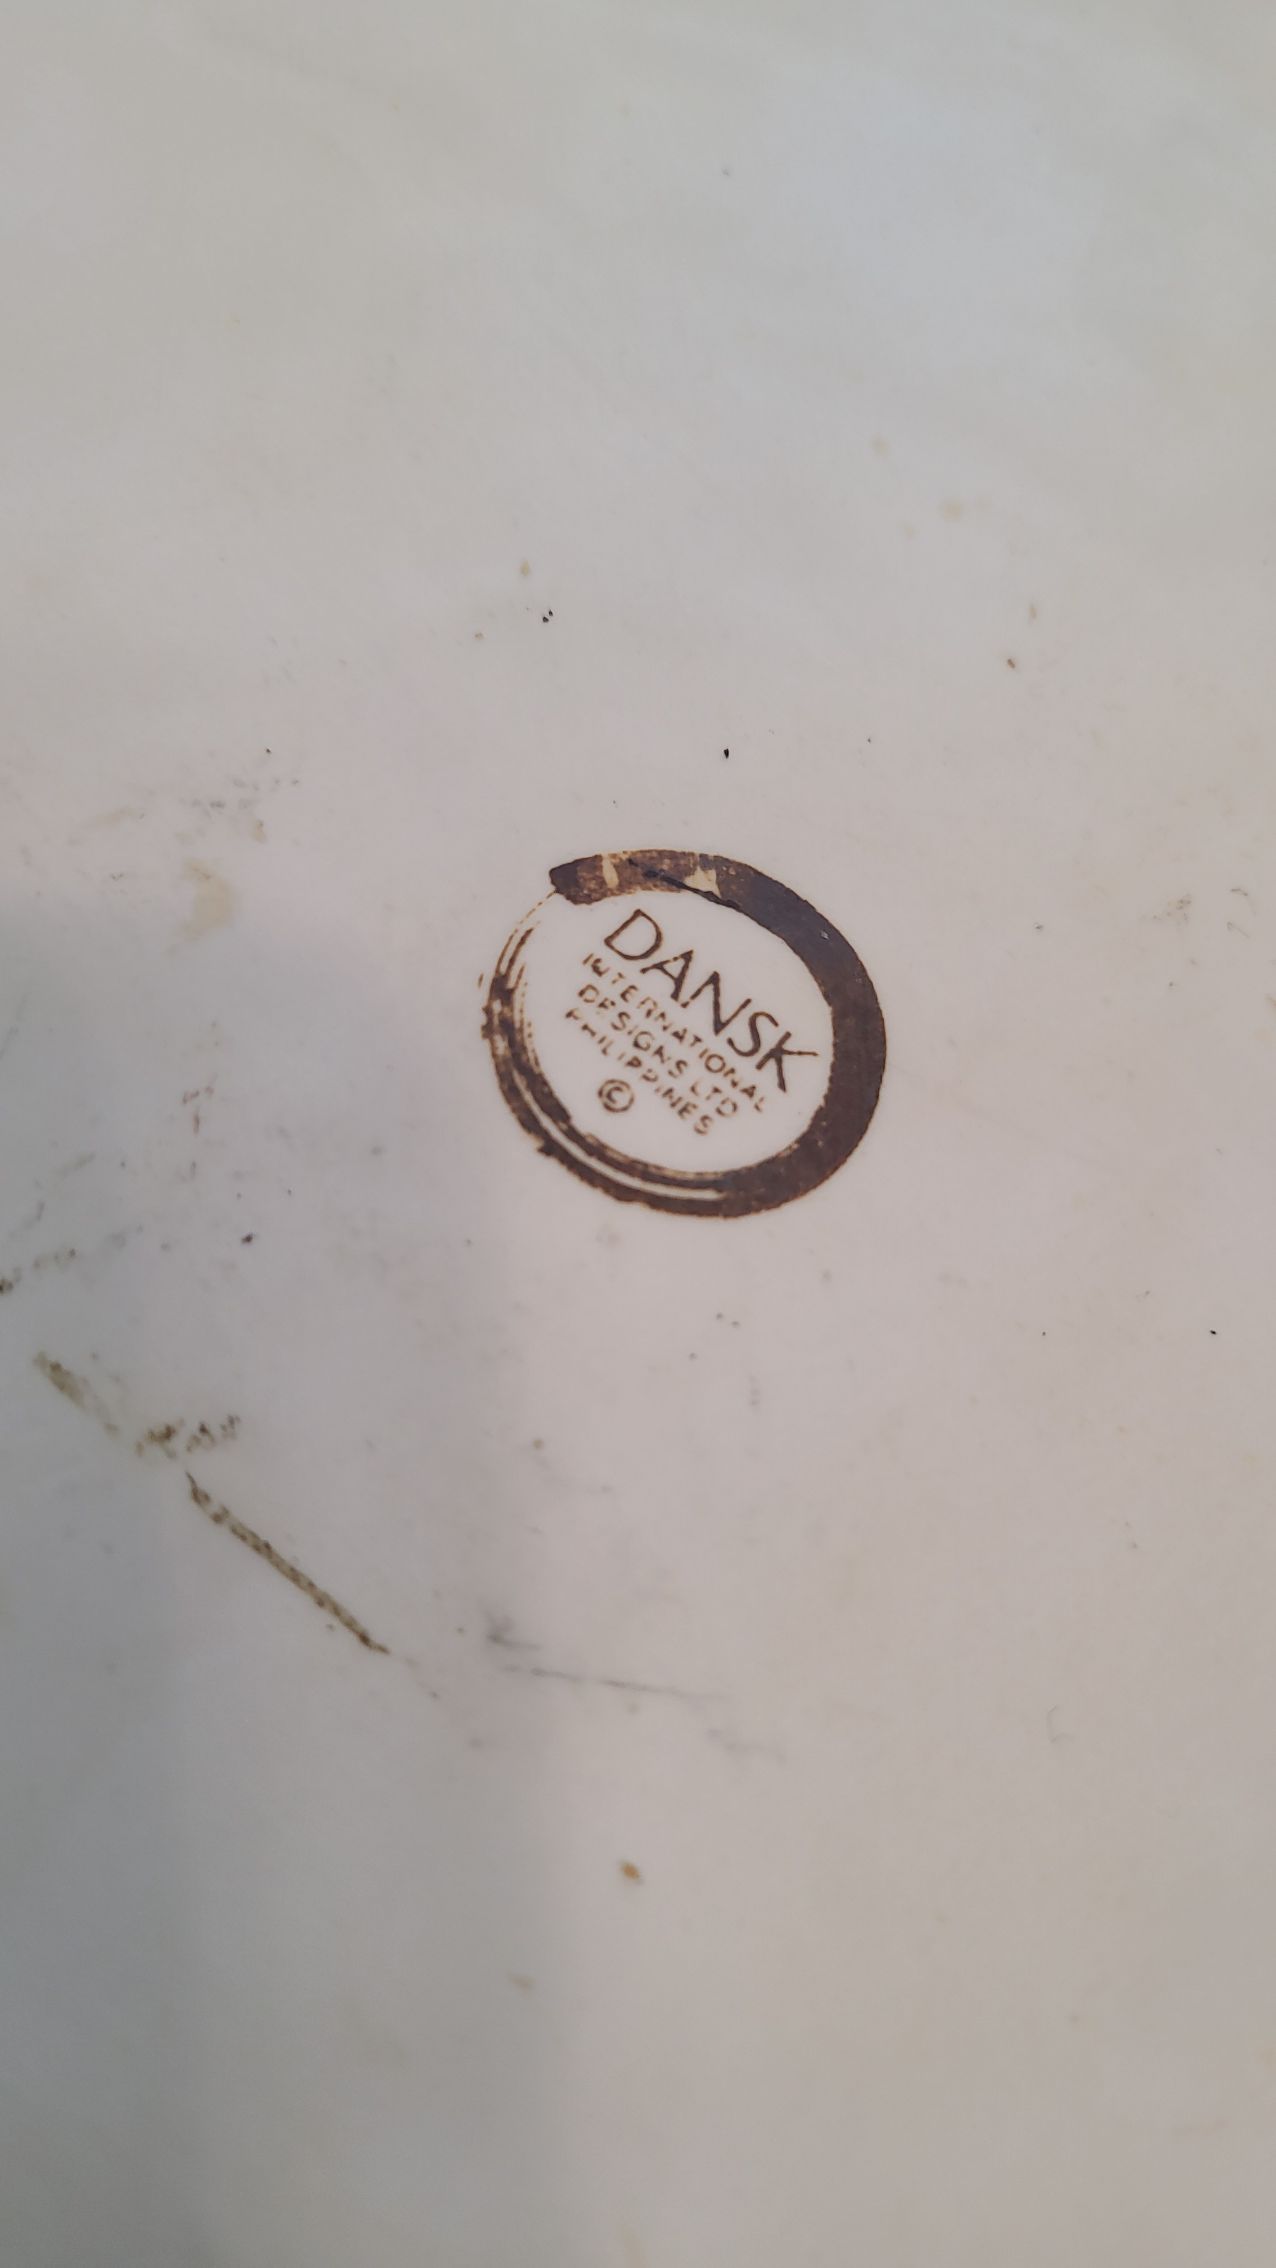 DANSK
INTERNATIONAL
DESIGNS LTD
PHILIPPINES
©